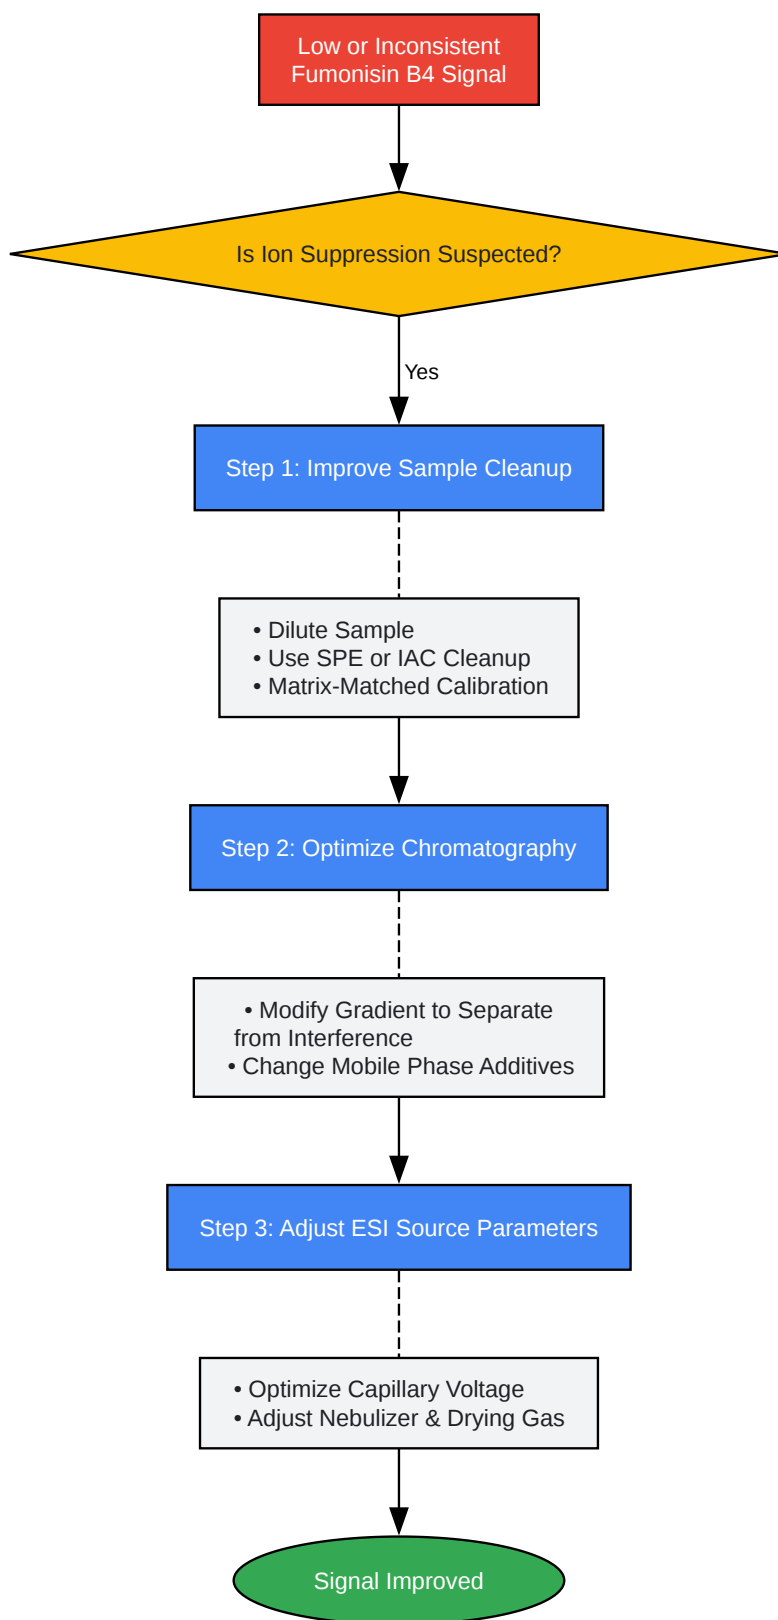 Low or Inconsistent
Fumonisin B4 Signal
Is Ion Suppression Suspected?
Yes
Step 1: Improve Sample Cleanup
• Dilute Sample
• Use SPE or IAC Cleanup
• Matrix-Matched Calibration
Step 2: Optimize Chromatography
• Modify Gradient to Separate
from Interference
• Change Mobile Phase Additives
Step 3: Adjust ESI Source Parameters
• Optimize Capillary Voltage
• Adjust Nebulizer & Drying Gas
Signal Improved